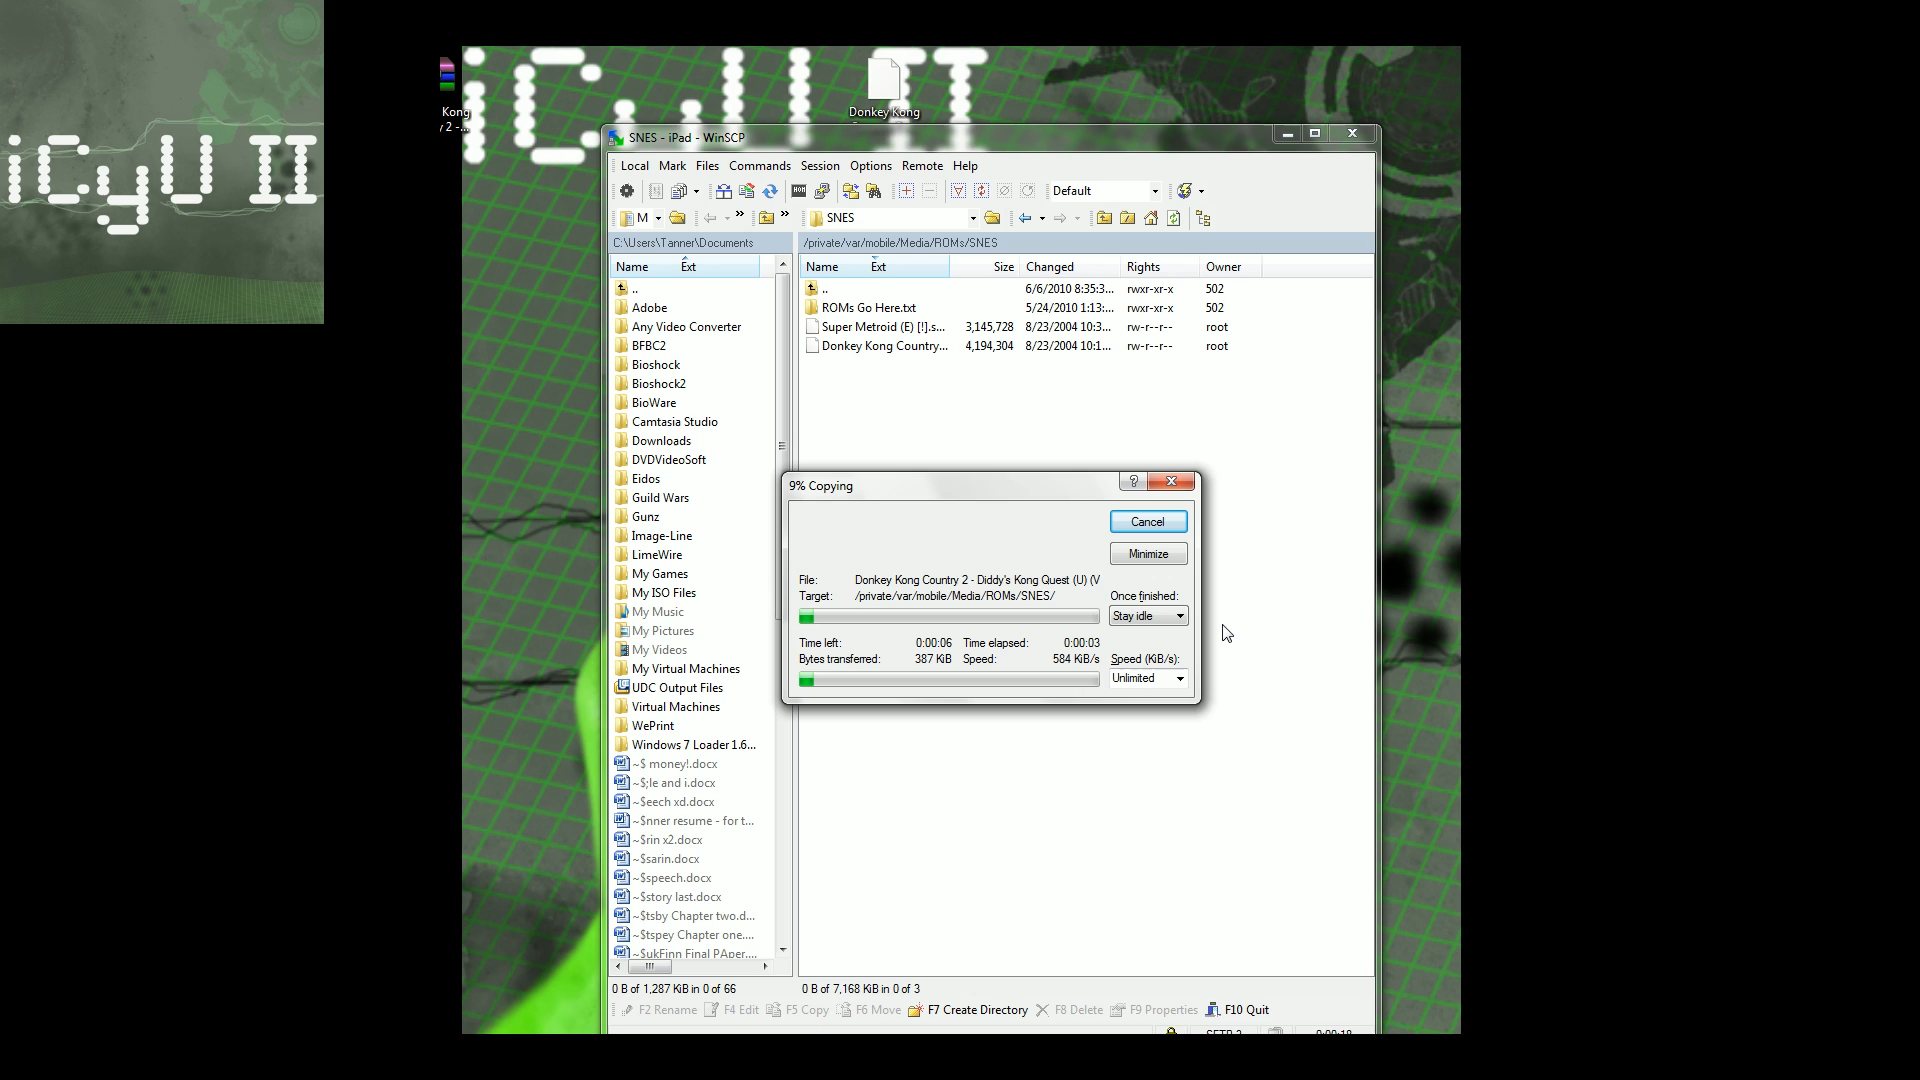 iCyU II
Kong
y 2 -...
Donkey Kong
SNES - iPad - WinSCP
Local Mark Files Commands Session Options Remote Help
Default
M » » SNES
C:\Users\Tanner\Documents
/private/var/mobile/Media/ROMs/SNES
Name Ext
Name Ext Size Changed Rights Owner
..
Adobe
Any Video Converter
BFBC2
Bioshock
Bioshock2
BioWare
Camtasia Studio
Downloads
DVDVideoSoft
Eidos
Guild Wars
Gunz
Image-Line
LimeWire
My Games
My ISO Files
My Music
My Pictures
My Videos
My Virtual Machines
UDC Output Files
Virtual Machines
WePrint
Windows 7 Loader 1.6...
~$ money!.docx
~$;le and i.docx
~$eech xd.docx
~$nner resume - for t...
~$rin x2.docx
~$sarin.docx
~$speech.docx
~$story last.docx
~$tsby Chapter two.d...
~$tspey Chapter one....
~$ukFinn Final PAper....
.. 6/6/2010 8:35:3... rwxr-xr-x 502
ROMs Go Here.txt 5/24/2010 1:13:... rwxr-xr-x 502
Super Metroid (E) [!].s... 3,145,728 8/23/2004 10:3... rw-r--r-- root
Donkey Kong Country... 4,194,304 8/23/2004 10:1... rw-r--r-- root
9% Copying
Cancel
Minimize
File: Donkey Kong Country 2 - Diddy's Kong Quest (U) (V
Target: /private/var/mobile/Media/ROMs/SNES/
Once finished:
Stay idle
Time left: 0:00:06 Time elapsed: 0:00:03
Bytes transferred: 387 KiB Speed: 584 KiB/s
Speed (KiB/s):
Unlimited
0 B of 1,287 KiB in 0 of 66
0 B of 7,168 KiB in 0 of 3
F2 Rename F4 Edit F5 Copy F6 Move F7 Create Directory F8 Delete F9 Properties F10 Quit
SFTP-3 0:00:18